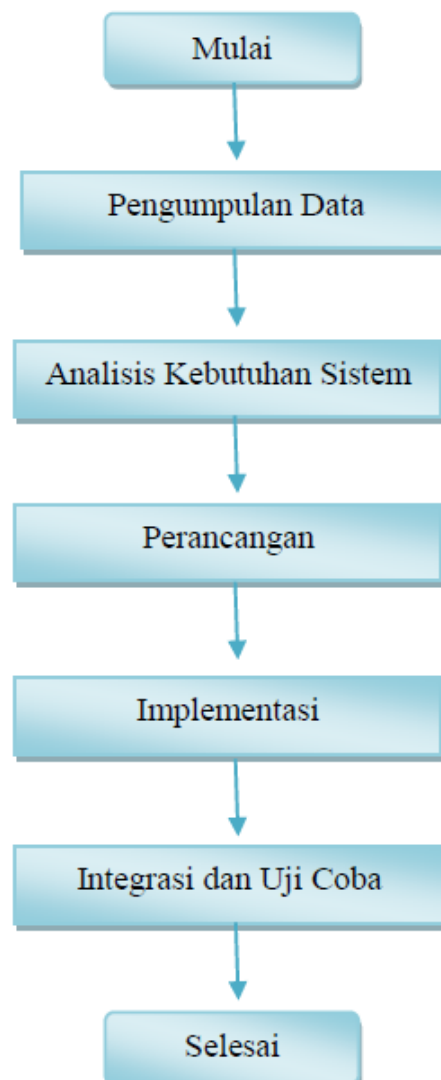 Mulai
Pengumpulan Data
Analisis Kebutuhan Sistem
Perancangan
Implementasi
Integrasi dan Uji Coba
Selesai